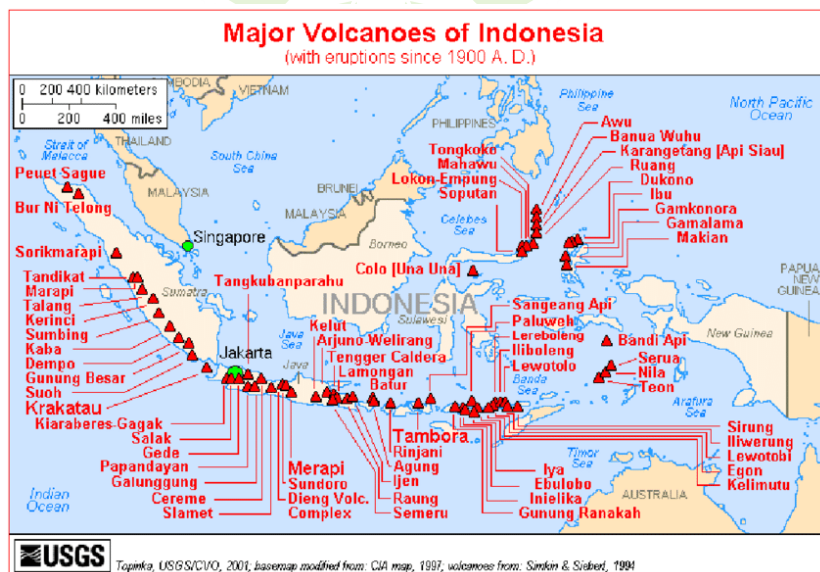 Major Volcanoes of Indonesia
(with eruptions since 1900 A. D.)
0 200 400 kilometers
0 200 400 miles
CAMBODIA
VIETNAM
THAILAND
Strait of
Malacca
South China
Sea
PHILIPPINES
Philippine
Sea
North Pacific
Ocean
MALAYSIA
BRUNEI
MALAYSIA
Borneo
Celebes
Sea
Singapore
Peuet Sague
Bur Ni Telong
Sorikmarapi
Tandikat
Marapi
Talang
Kerinci
Sumbing
Kaba
Dempo
Gunung Besar
Suoh
Krakatau
Kiaraberes Gagak
Salak
Gede
Papandayan
Galunggung
Cereme
Slamet
Sumatra
Tangkubanparahu
Jakarta
Java
Sea
Java
INDONESIA
Sulawesi
Tongkoko
Mahawu
Lokon-Empung
Soputan
Colo [Una Una]
Awu
Banua Wuhu
Karangetang [Api Siau]
Ruang
Dukono
Ibu
Gamkonora
Gamalama
Makian
PAPUA
NEW
GUINEA
New Guinea
Kelut
Arjuno-Welirang
Tengger Caldera
Lamongan
Batur
Sangeang Api
Paluweh
Lereboleng
Iliboleng
Lewotolo
Banda
Sea
Bandi Api
Serua
Nila
Teon
Arafura
Sea
Merapi
Sundoro
Dieng Volc.
Complex
Tambora
Rinjani
Agung
Ijen
Raung
Semeru
Iya
Ebulobo
Inielika
Gunung Ranakah
Sirung
Iliwerung
Lewotobi
Egon
Kelimutu
Timor
Sea
AUSTRALIA
Indian
Ocean
USGS
Topinka, USGS/CVO, 2001; basemap modified from: CIA map, 1997; volcanoes from: Simkin & Siebert, 1994